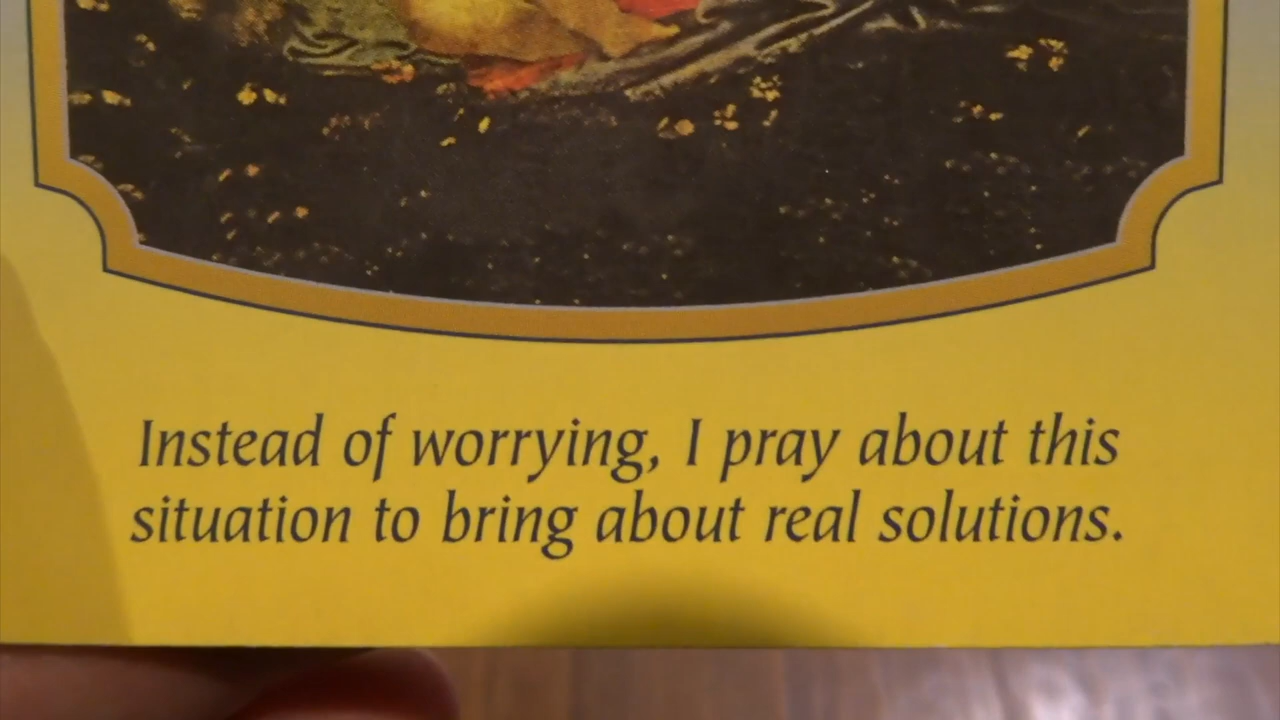 Instead of worrying, I pray about this
situation to bring about real solutions.